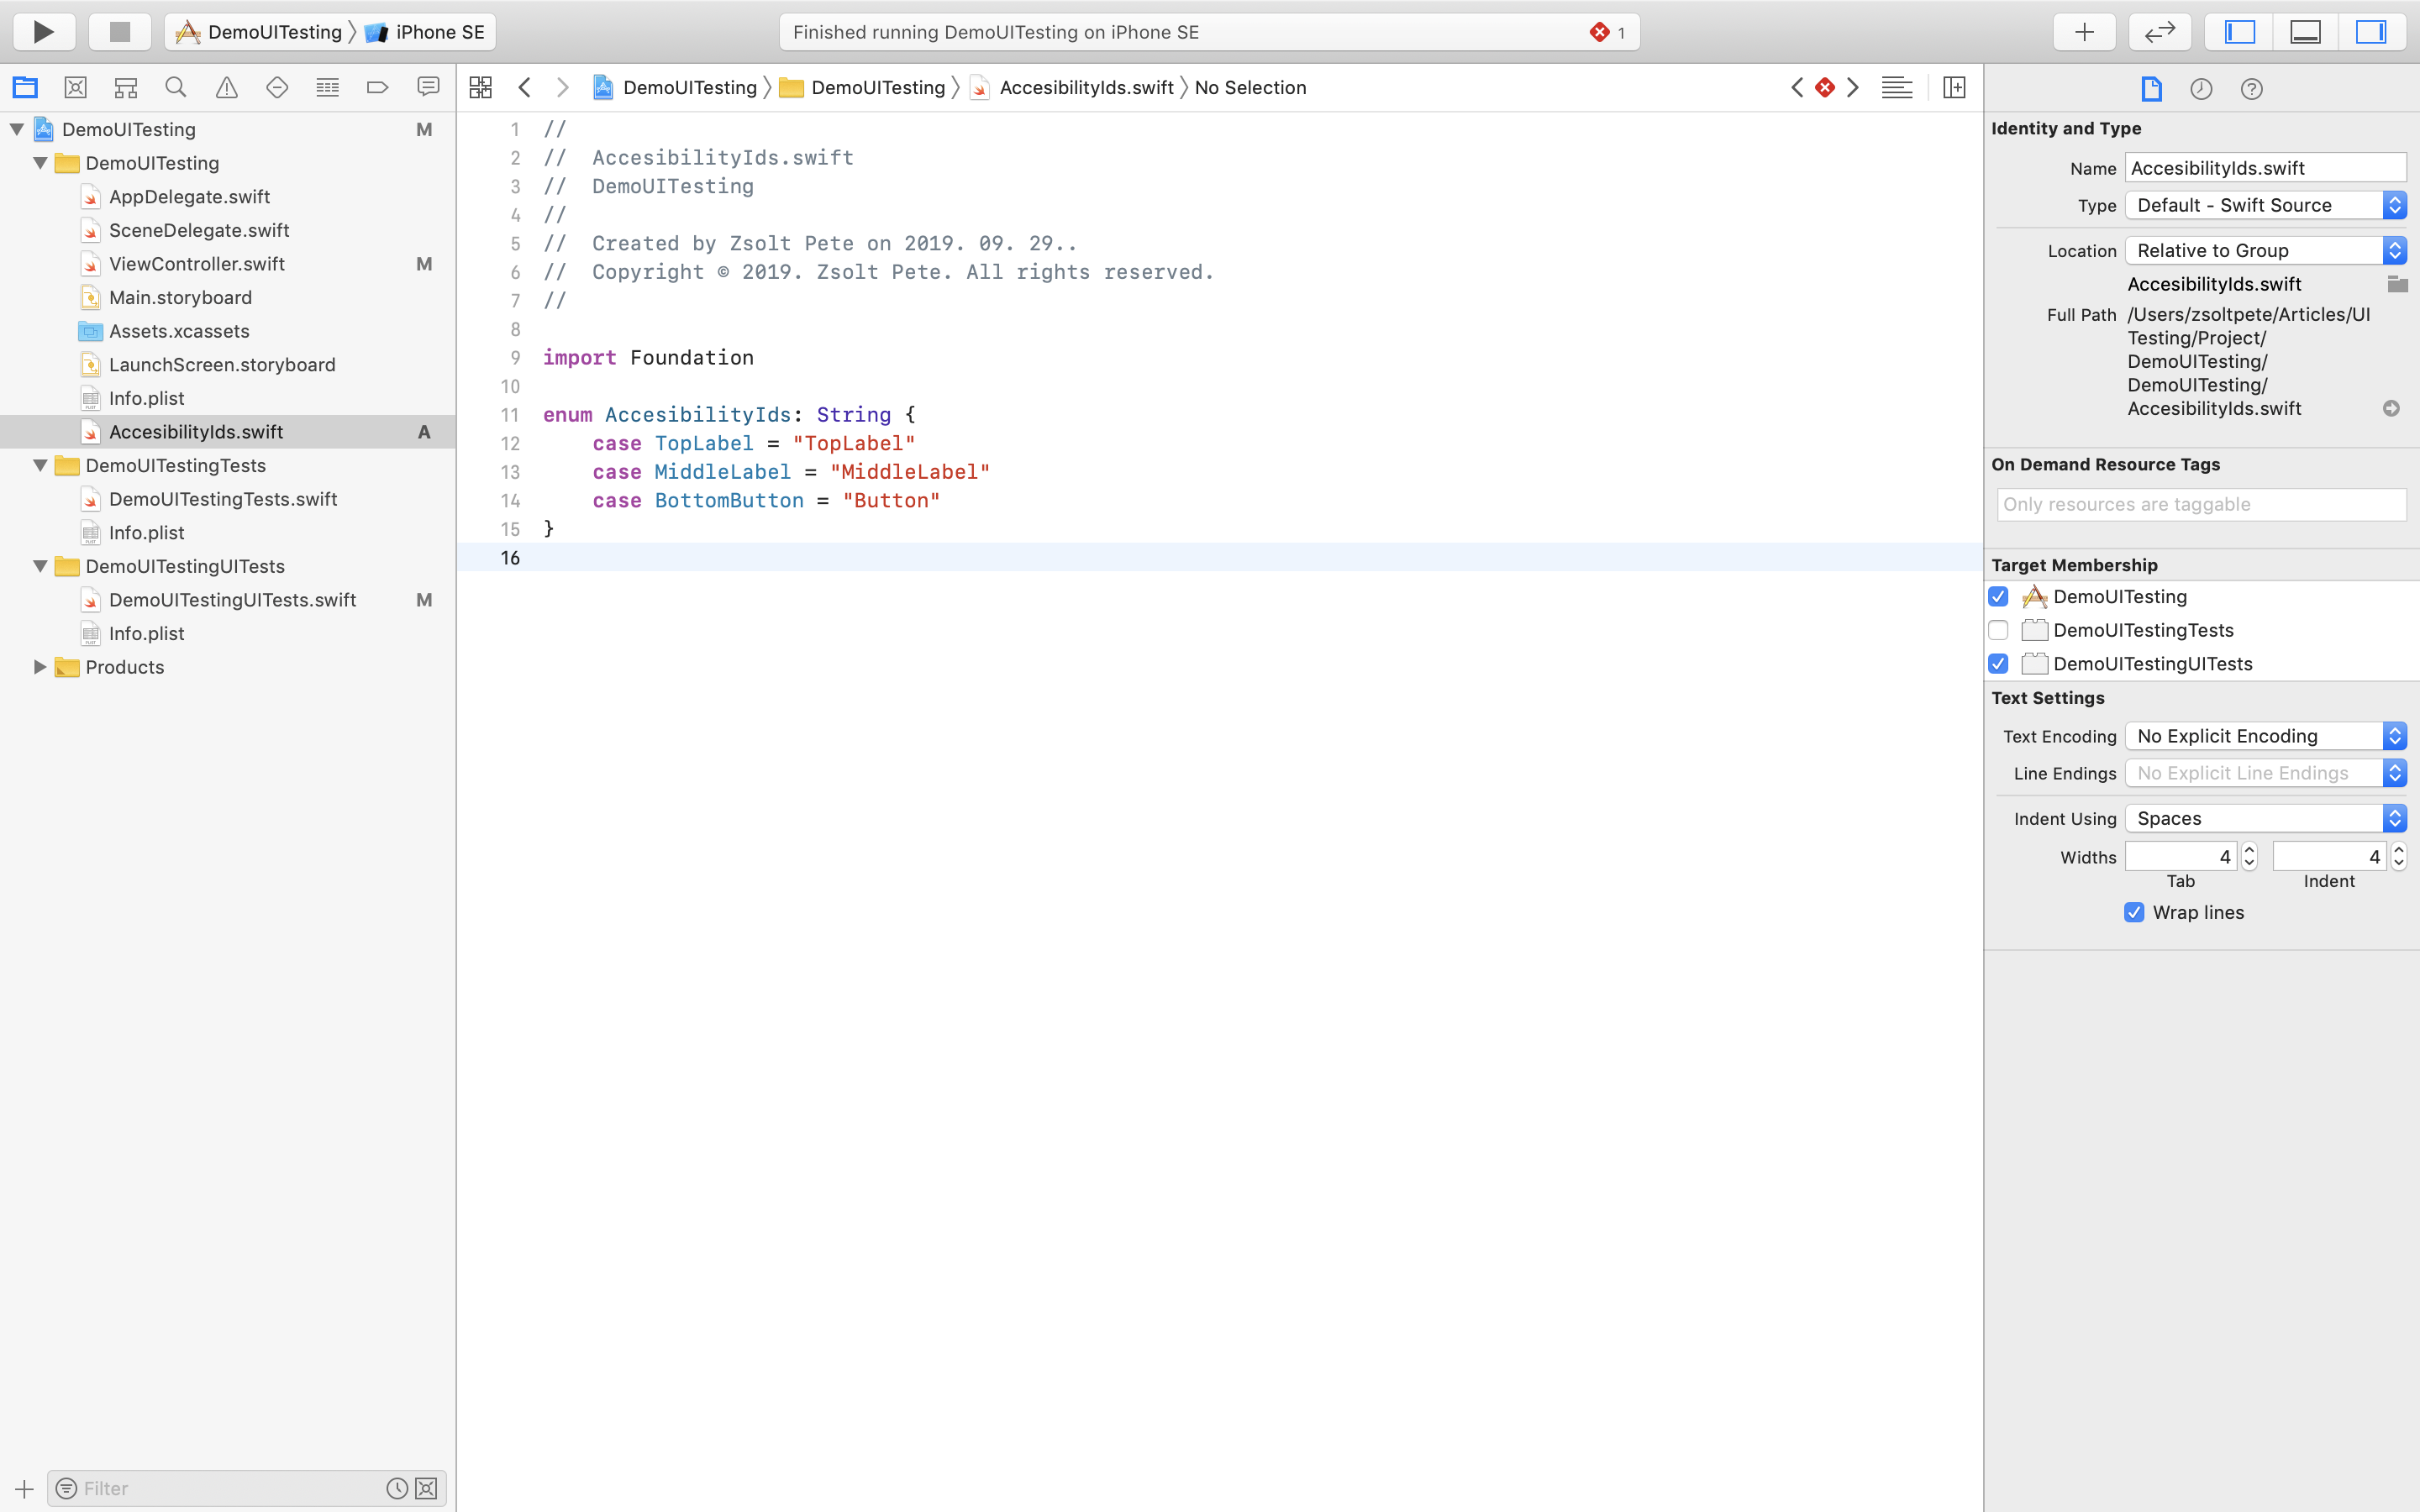 DemoUITesting iPhone SE
Finished running DemoUITesting on iPhone SE 1
DemoUITesting M
DemoUITesting
AppDelegate.swift
SceneDelegate.swift
ViewController.swift M
Main.storyboard
Assets.xcassets
LaunchScreen.storyboard
Info.plist
AccesibilityIds.swift A
DemoUITestingTests
DemoUITestingTests.swift
Info.plist
DemoUITestingUITests
DemoUITestingUITests.swift M
Info.plist
Products
Filter
DemoUITesting DemoUITesting AccesibilityIds.swift No Selection
1 //
2 //  AccesibilityIds.swift
3 //  DemoUITesting
4 //
5 //  Created by Zsolt Pete on 2019. 09. 29..
6 //  Copyright © 2019. Zsolt Pete. All rights reserved.
7 //
8
9 import Foundation
10
11 enum AccesibilityIds: String {
12     case TopLabel = "TopLabel"
13     case MiddleLabel = "MiddleLabel"
14     case BottomButton = "Button"
15 }
16
Identity and Type
Name AccesibilityIds.swift
Type Default - Swift Source
Location Relative to Group
AccesibilityIds.swift
Full Path /Users/zsoltpete/Articles/UI
Testing/Project/
DemoUITesting/
DemoUITesting/
AccesibilityIds.swift
On Demand Resource Tags
Only resources are taggable
Target Membership
DemoUITesting
DemoUITestingTests
DemoUITestingUITests
Text Settings
Text Encoding No Explicit Encoding
Line Endings No Explicit Line Endings
Indent Using Spaces
Widths 4 4
Tab Indent
Wrap lines